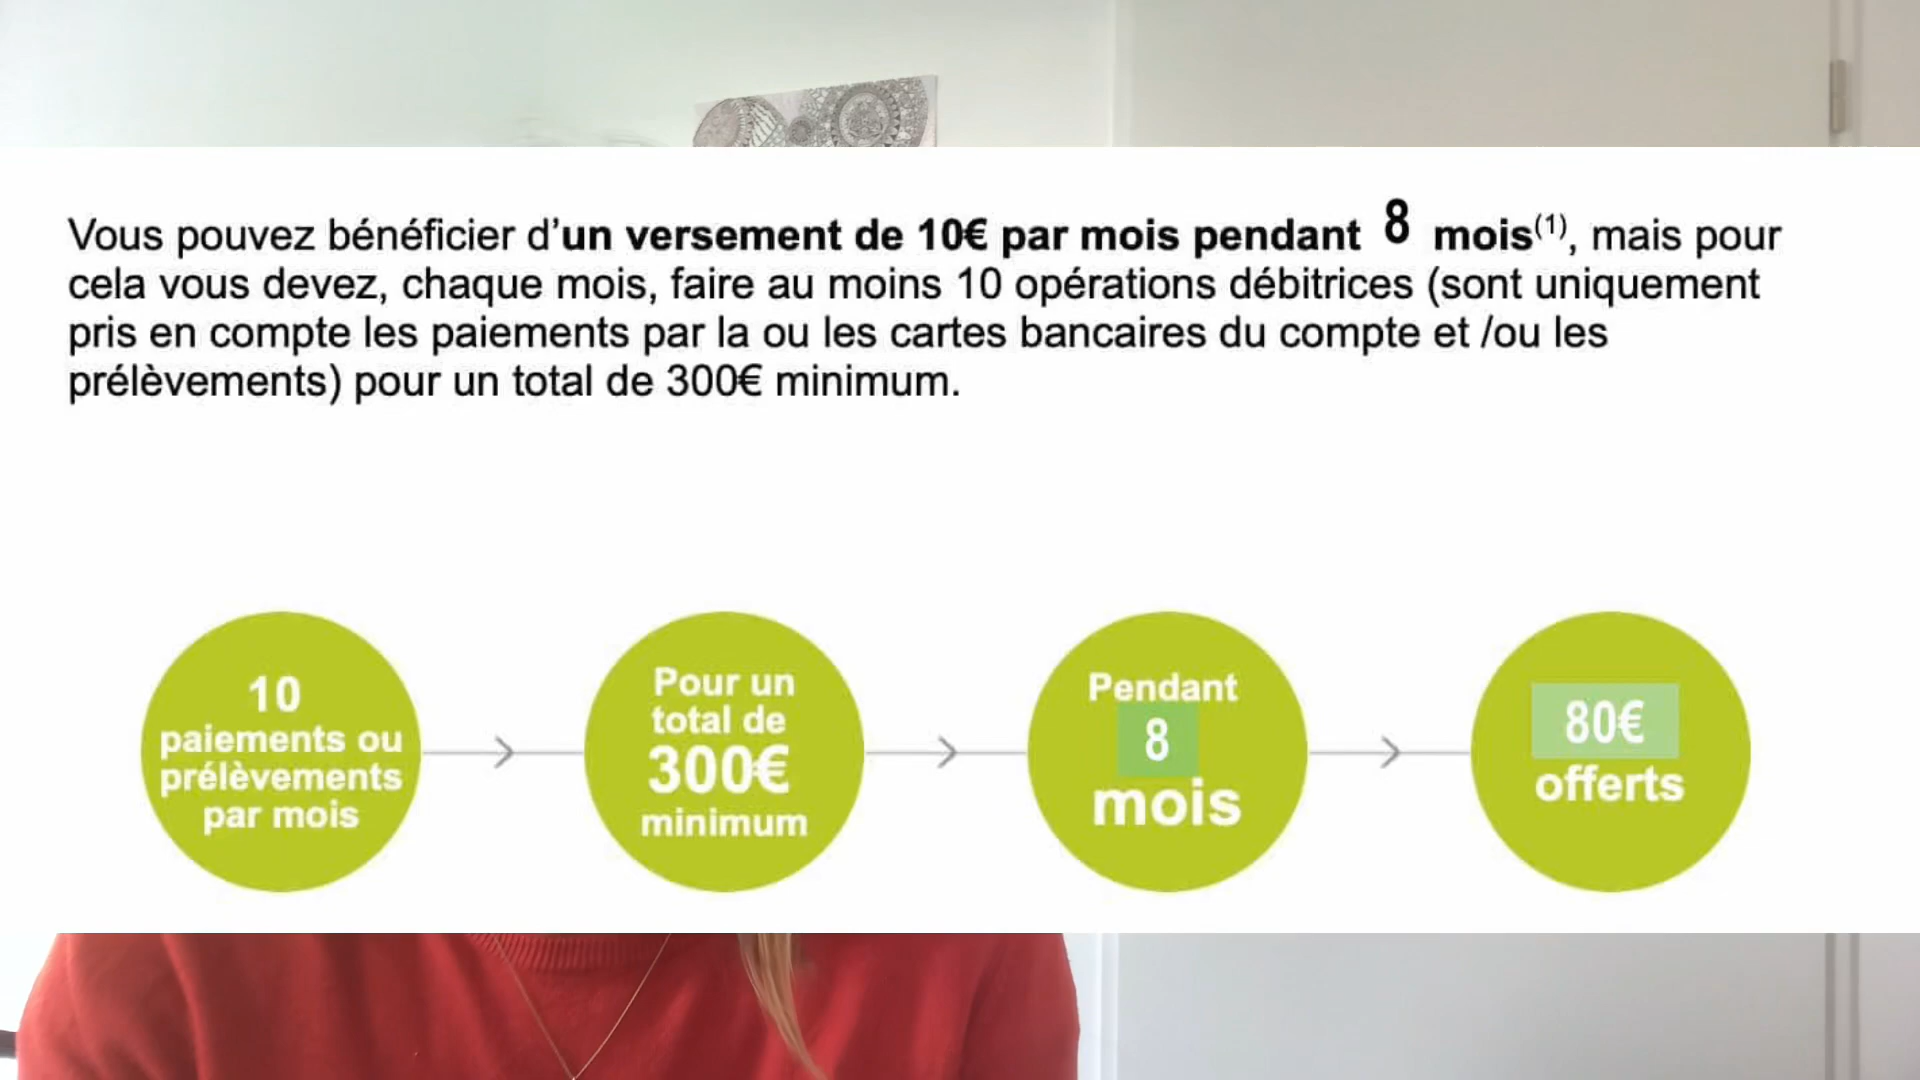 Vous pouvez bénéficier d'un versement de 10€ par mois pendant 8 mois(1), mais pour
cela vous devez, chaque mois, faire au moins 10 opérations débitrices (sont uniquement
pris en compte les paiements par la ou les cartes bancaires du compte et /ou les
prélèvements) pour un total de 300€ minimum.
10
paiements ou
prélèvements
par mois
Pour un
total de
300€
minimum
Pendant
8
mois
80€
offerts